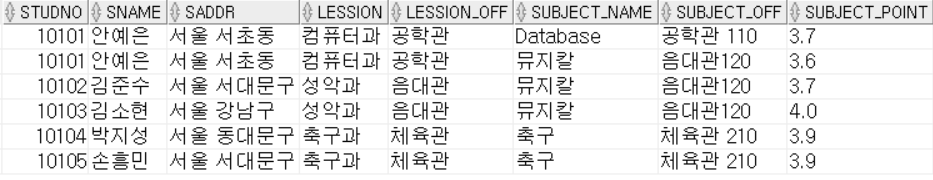 STUDNO SNAME SADDR LESSION LESSION_OFF SUBJECT_NAME SUBJECT_OFF SUBJECT_POINT
10101 안예은 서울 서초동 컴퓨터과 공학관 Database 공학관 110 3.7
10101 안예은 서울 서초동 컴퓨터과 공학관 뮤지칼 음대관120 3.6
10102 김준수 서울 서대문구 성악과 음대관 뮤지칼 음대관120 3.7
10103 김소현 서울 강남구 성악과 음대관 뮤지칼 음대관120 4.0
10104 박지성 서울 동대문구 축구과 체육관 축구 체육관 210 3.9
10105 손흥민 서울 서대문구 축구과 체육관 축구 체육관 210 3.9